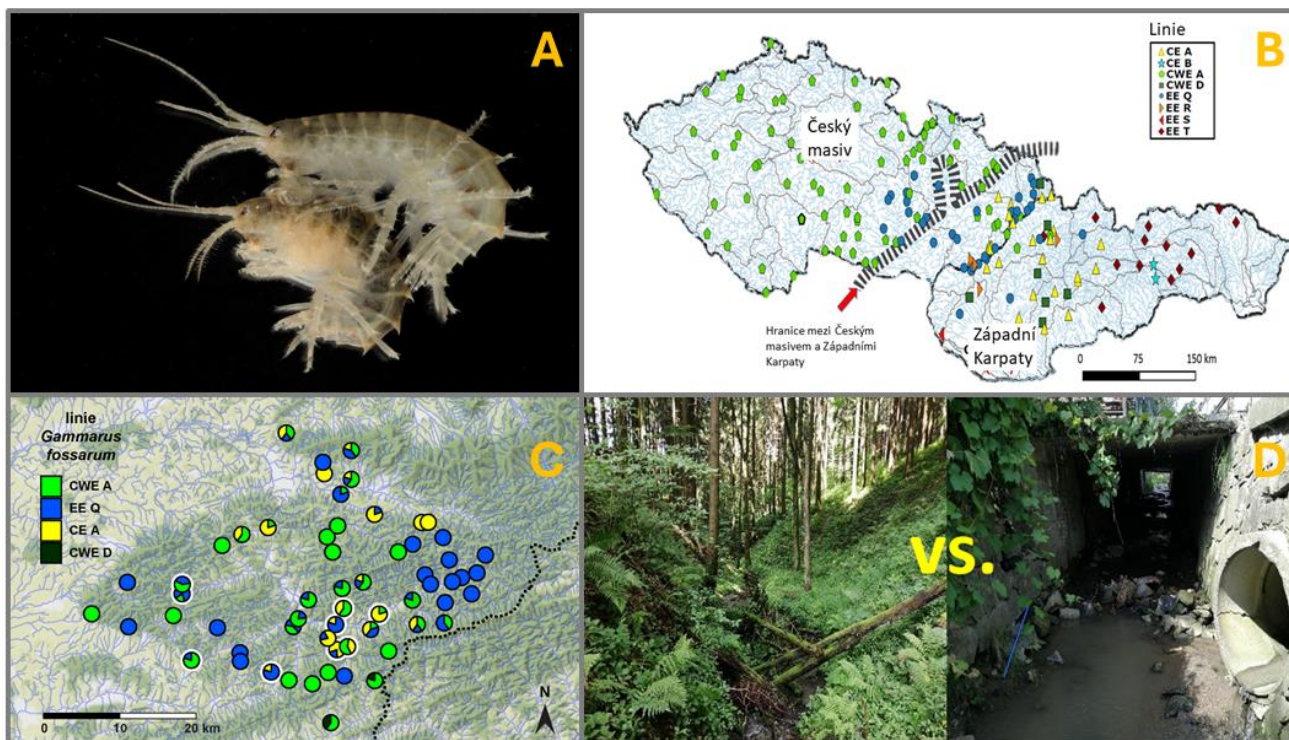 A
B
Linie
CE A
CE B
CWE A
CWE D
EE Q
EE R
EE S
EE T
Český
masiv
Hranice mezi Českým
masivem a Západními
Karpaty
Západní
Karpaty
0 75 150 km
C
linie
Gammarus
fossarum
CWE A
EE Q
CE A
CWE D
0 10 20 km
N
D
vs.